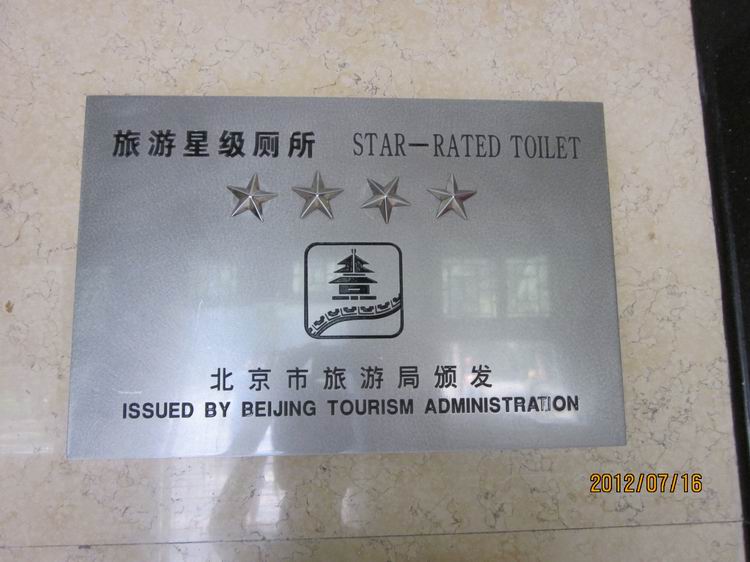 旅游星级厕所 STAR-RATED TOILET
北京市旅游局颁发
ISSUED BY BEIJING TOURISM ADMINISTRATION
2012/07/16